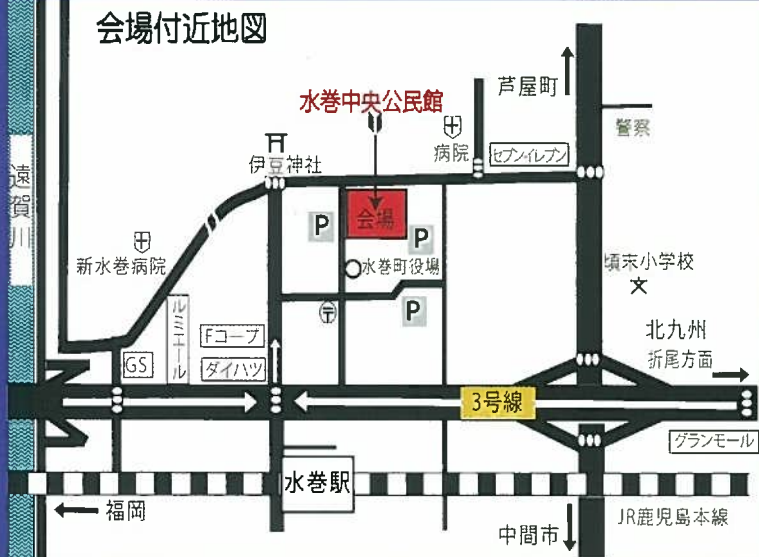 会場付近地図
芦屋町
水巻中央公民館
警察
病院
セブンイレブン
伊豆神社
遠賀川
P
会場
P
新水巻病院
水巻町役場
頃末小学校
〒
P
ルミエール
Fコープ
北九州
折尾方面
GS
ダイハツ
3号線
グランモール
水巻駅
福岡
JR鹿児島本線
中間市